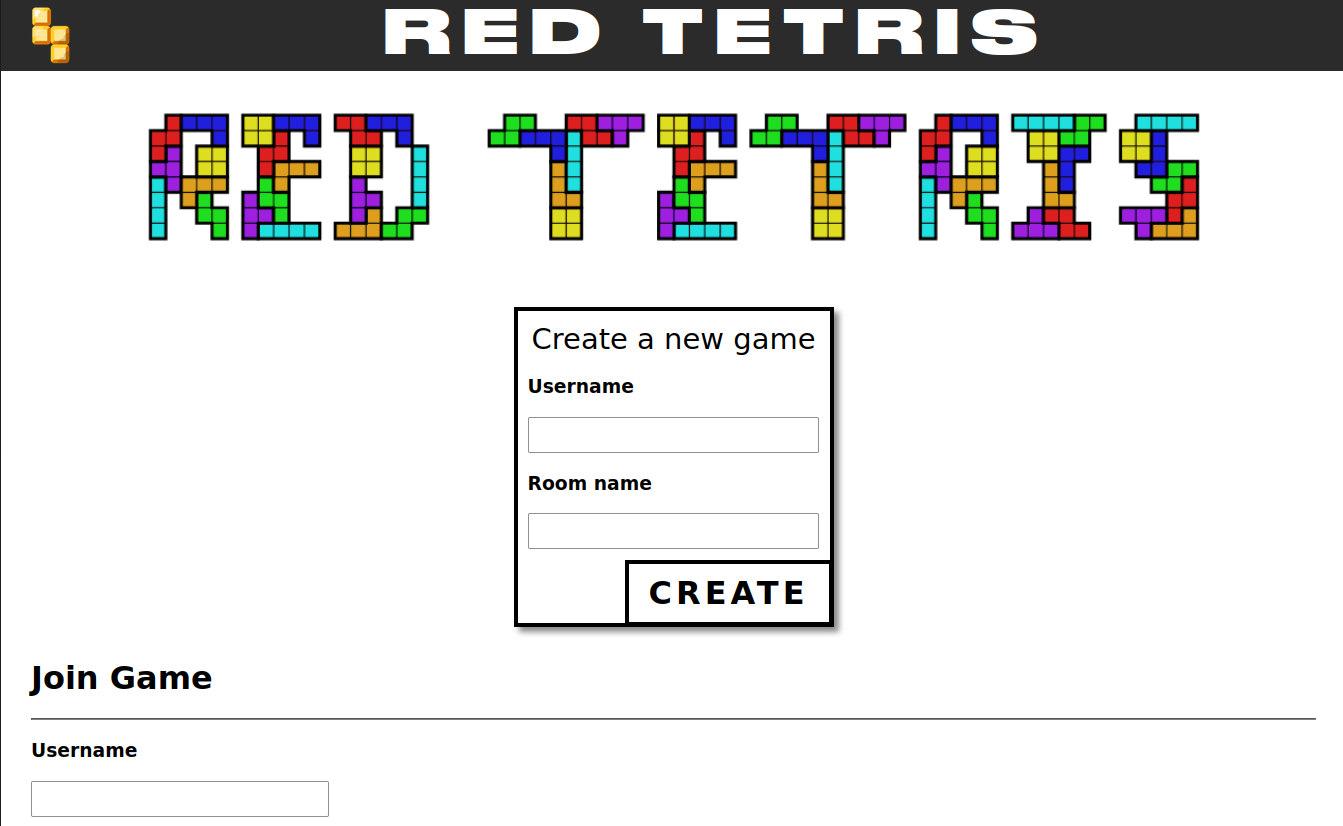 RED TETRIS
RED TETRIS
Create a new game
Username
Room name
CREATE
Join Game
Username